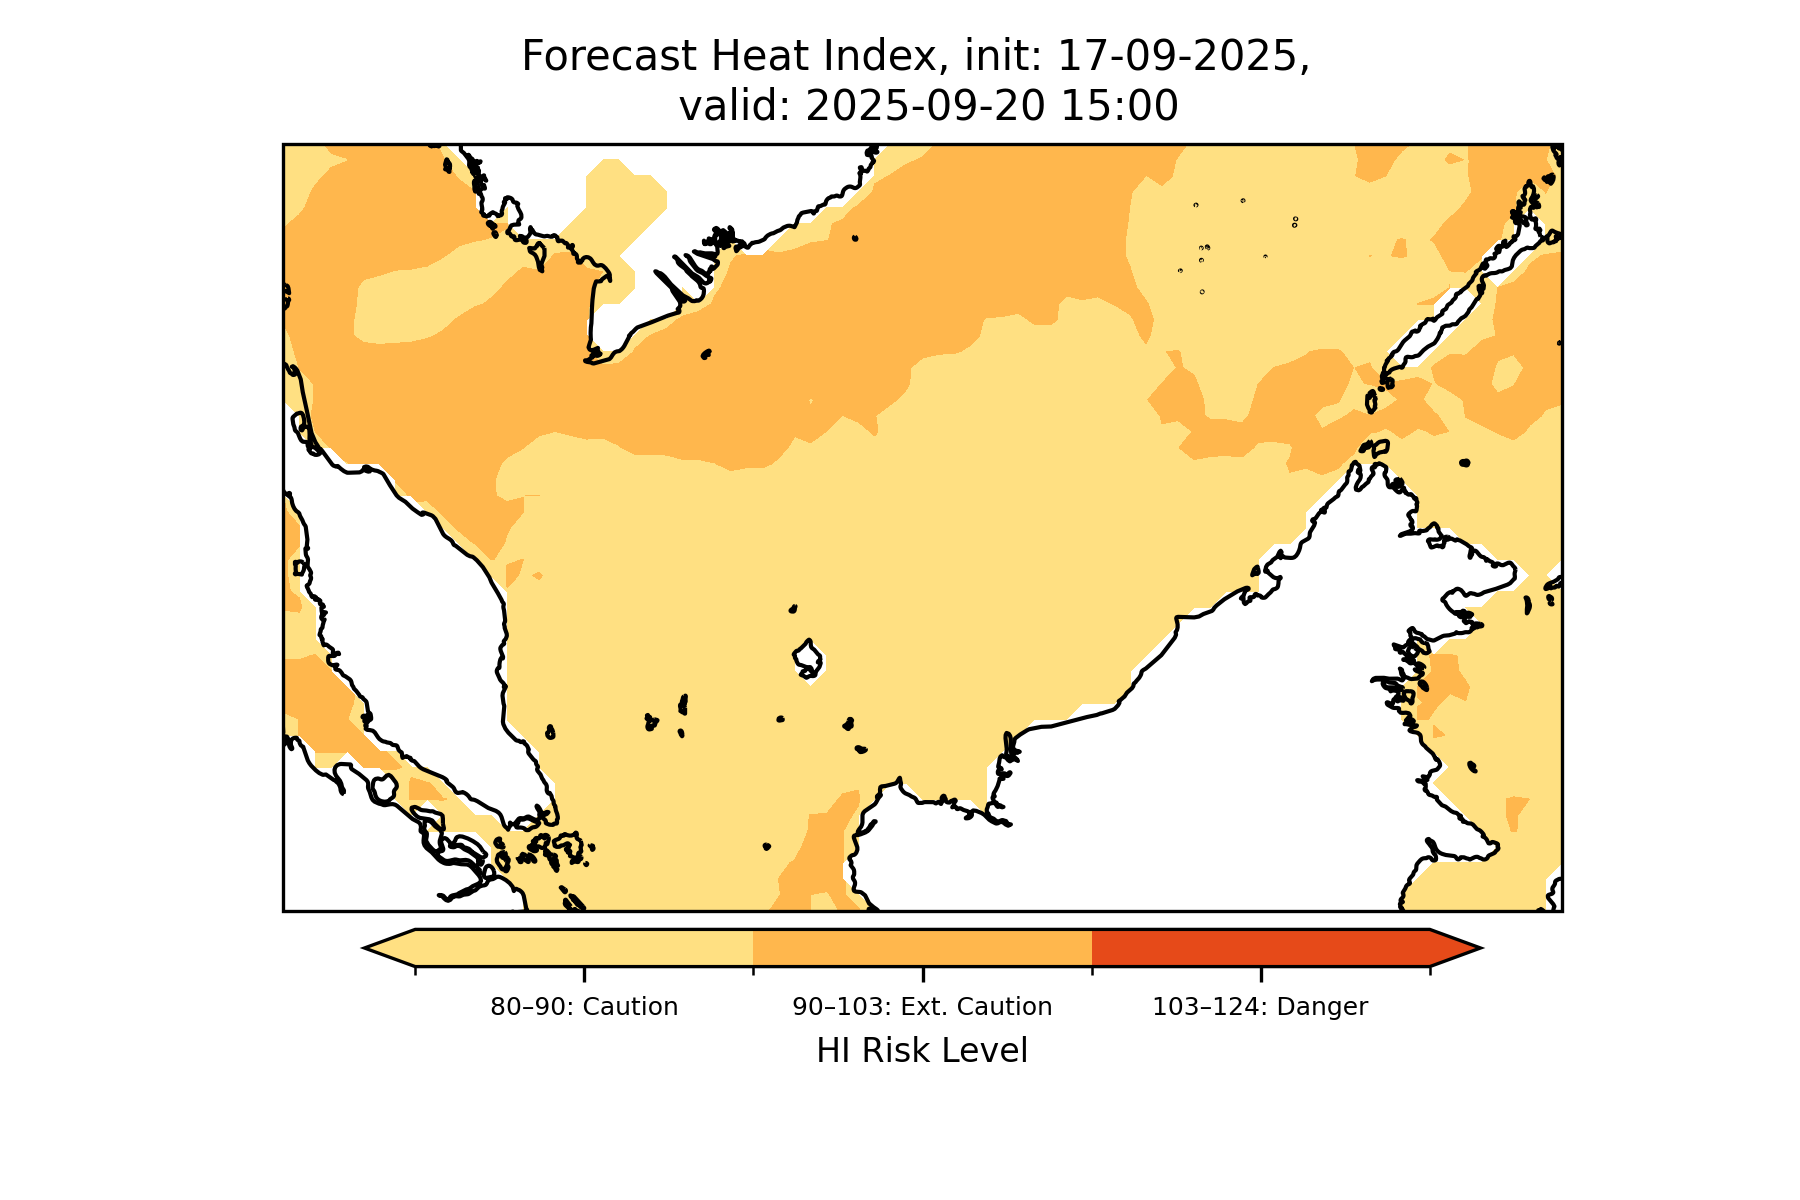 Forecast Heat Index, init: 17-09-2025,
valid: 2025-09-20 15:00
80–90: Caution
90–103: Ext. Caution
103–124: Danger
HI Risk Level